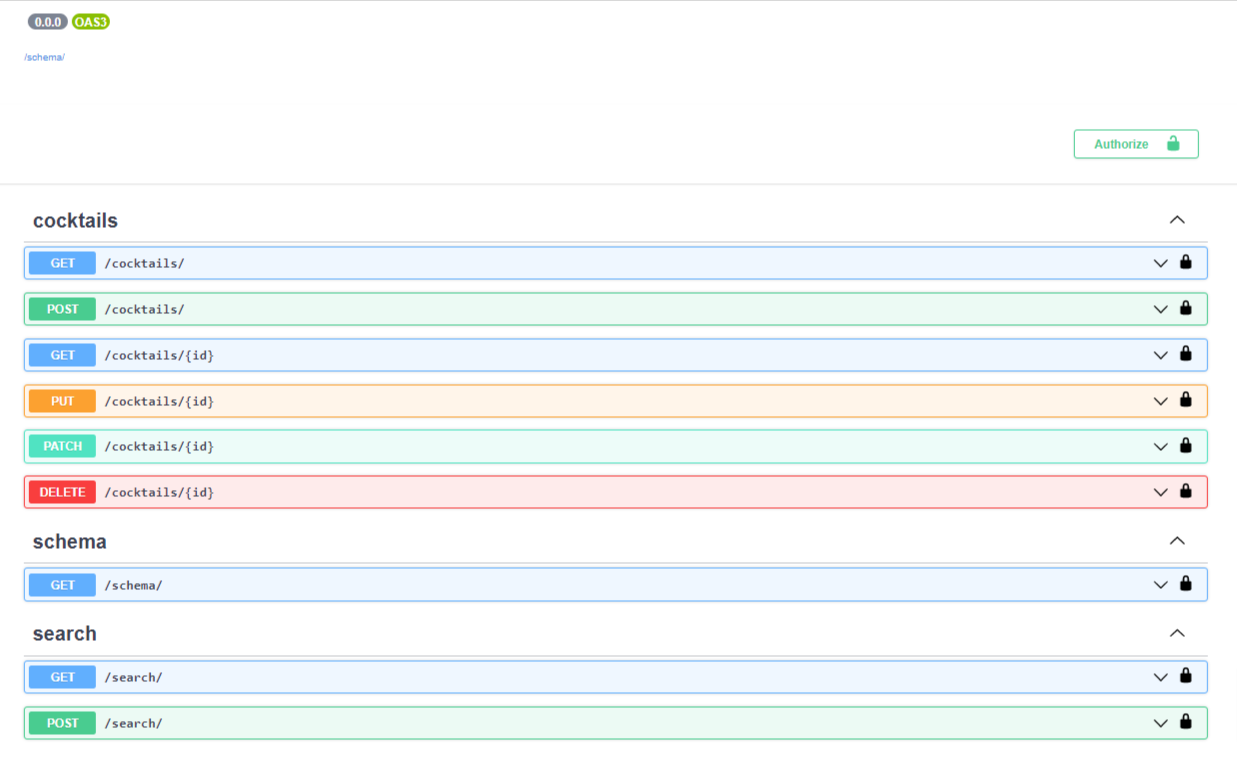 0.0.0 OAS3
/schema/
Authorize
cocktails
GET /cocktails/
POST /cocktails/
GET /cocktails/{id}
PUT /cocktails/{id}
PATCH /cocktails/{id}
DELETE /cocktails/{id}
schema
GET /schema/
search
GET /search/
POST /search/